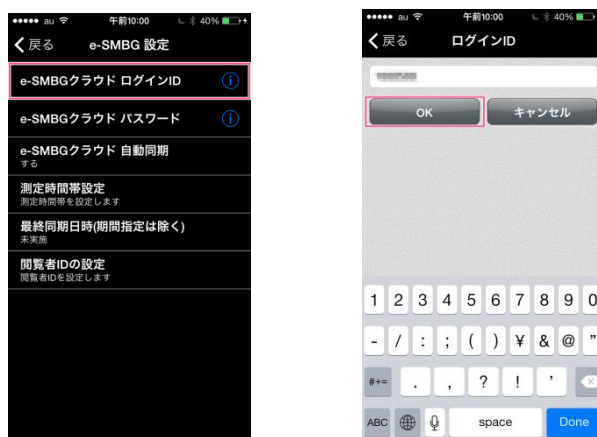 au 午前10:00 40%
戻る e-SMBG 設定
e-SMBGクラウド ログインID
e-SMBGクラウド パスワード
e-SMBGクラウド 自動同期
する
測定時間帯設定
測定時間帯を設定します
最終同期日時(期間指定は除く)
未実施
閲覧者IDの設定
閲覧者IDを設定します
au 午前10:00 40%
戻る ログインID
OK キャンセル
1 2 3 4 5 6 7 8 9 0
- / : ; ( ) ¥ & @ ”
#+= . , ? ! ’
ABC space Done